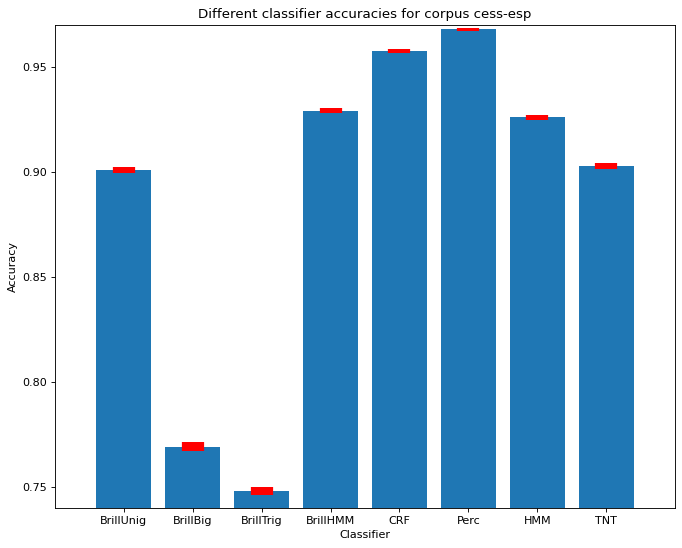 Different classifier accuracies for corpus cess-esp
Accuracy
0.95
0.90
0.85
0.80
0.75
BrillUnig BrillBig BrillTrig BrillHMM CRF Perc HMM TNT
Classifier